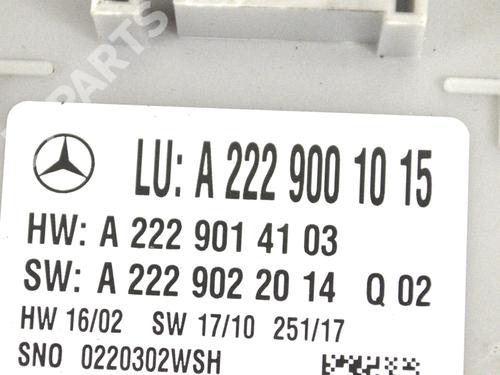 PARTS
LU: A 222 900 10 15
HW: A 222 901 41 03
SW: A 222 902 20 14 Q 02
HW 16/02 SW 17/10 251/17
SNO 0220302WSH